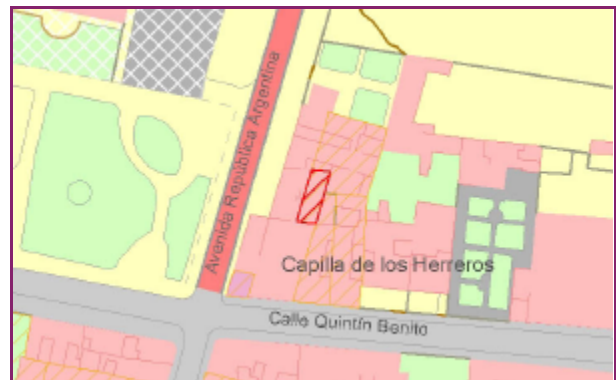 Avenida República Argentina
Capilla de los Herreros
Calle Quintín Benito